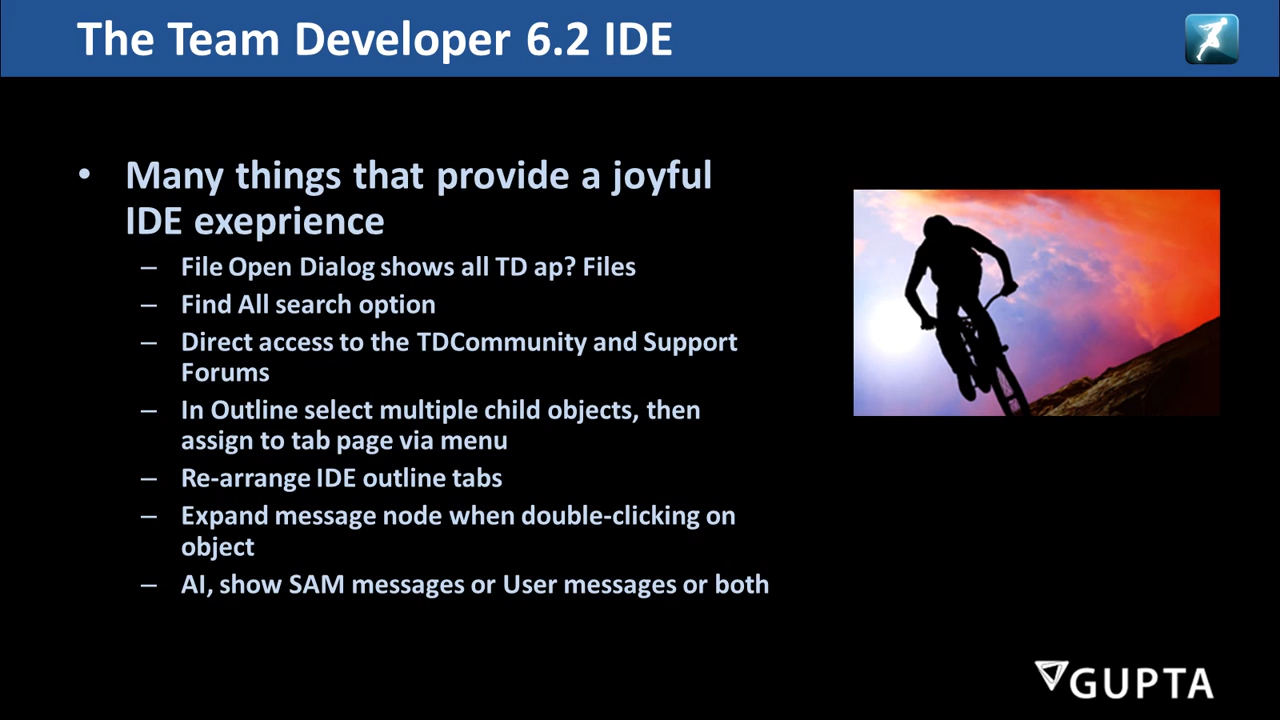 The Team Developer 6.2 IDE
• Many things that provide a joyful
IDE exeprience
– File Open Dialog shows all TD ap? Files
– Find All search option
– Direct access to the TDCommunity and Support
Forums
– In Outline select multiple child objects, then
assign to tab page via menu
– Re-arrange IDE outline tabs
– Expand message node when double-clicking on
object
– AI, show SAM messages or User messages or both
GUPTA